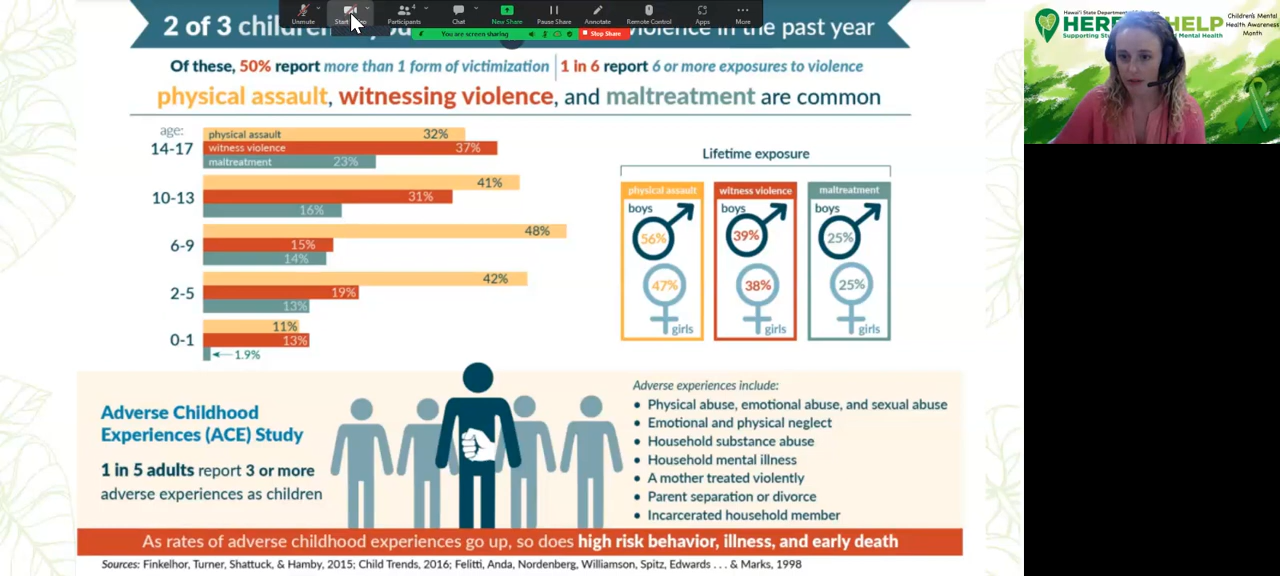 Unmute
Start
Participants
4
Chat
New Share
Pause Share
Annotate
Remote Control
Apps
More
You are screen sharing
Stop Share
2 of 3 children
violence in the past year
Of these, 50% report more than 1 form of victimization | 1 in 6 report 6 or more exposures to violence
physical assault, witnessing violence, and maltreatment are common
age:
14-17
physical assault 32%
witness violence 37%
maltreatment 23%
10-13
41%
31%
16%
6-9
48%
15%
14%
2-5
42%
19%
13%
0-1
11%
13%
1.9%
Lifetime exposure
physical assault witness violence maltreatment
boys boys boys
56% 39% 25%
47% 38% 25%
girls girls girls
Adverse Childhood
Experiences (ACE) Study
1 in 5 adults report 3 or more
adverse experiences as children
Adverse experiences include:
• Physical abuse, emotional abuse, and sexual abuse
• Emotional and physical neglect
• Household substance abuse
• Household mental illness
• A mother treated violently
• Parent separation or divorce
• Incarcerated household member
As rates of adverse childhood experiences go up, so does high risk behavior, illness, and early death
Sources: Finkelhor, Turner, Shattuck, & Hamby, 2015; Child Trends, 2016; Felitti, Anda, Nordenberg, Williamson, Spitz, Edwards . . . & Marks, 1998
Hawai'i State
HELP
Supporting
Mental Health
Children's Mental
Health Awareness
Month